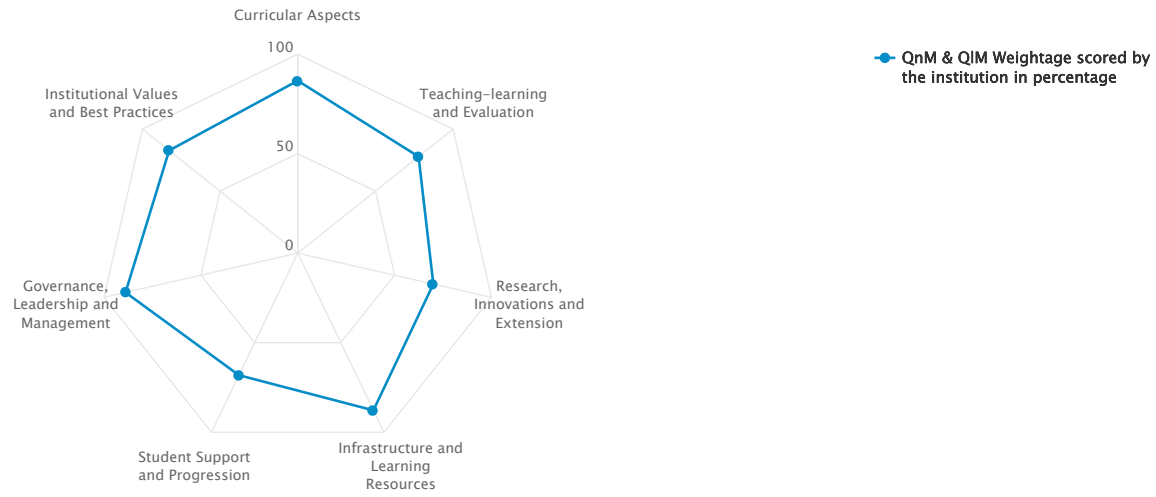 Curricular Aspects
100
Institutional Values
and Best Practices
Teaching-learning
and Evaluation
50
0
Governance,
Leadership and
Management
Research,
Innovations and
Extension
Student Support
and Progression
Infrastructure and
Learning
Resources
QnM & QlM Weightage scored by
the institution in percentage